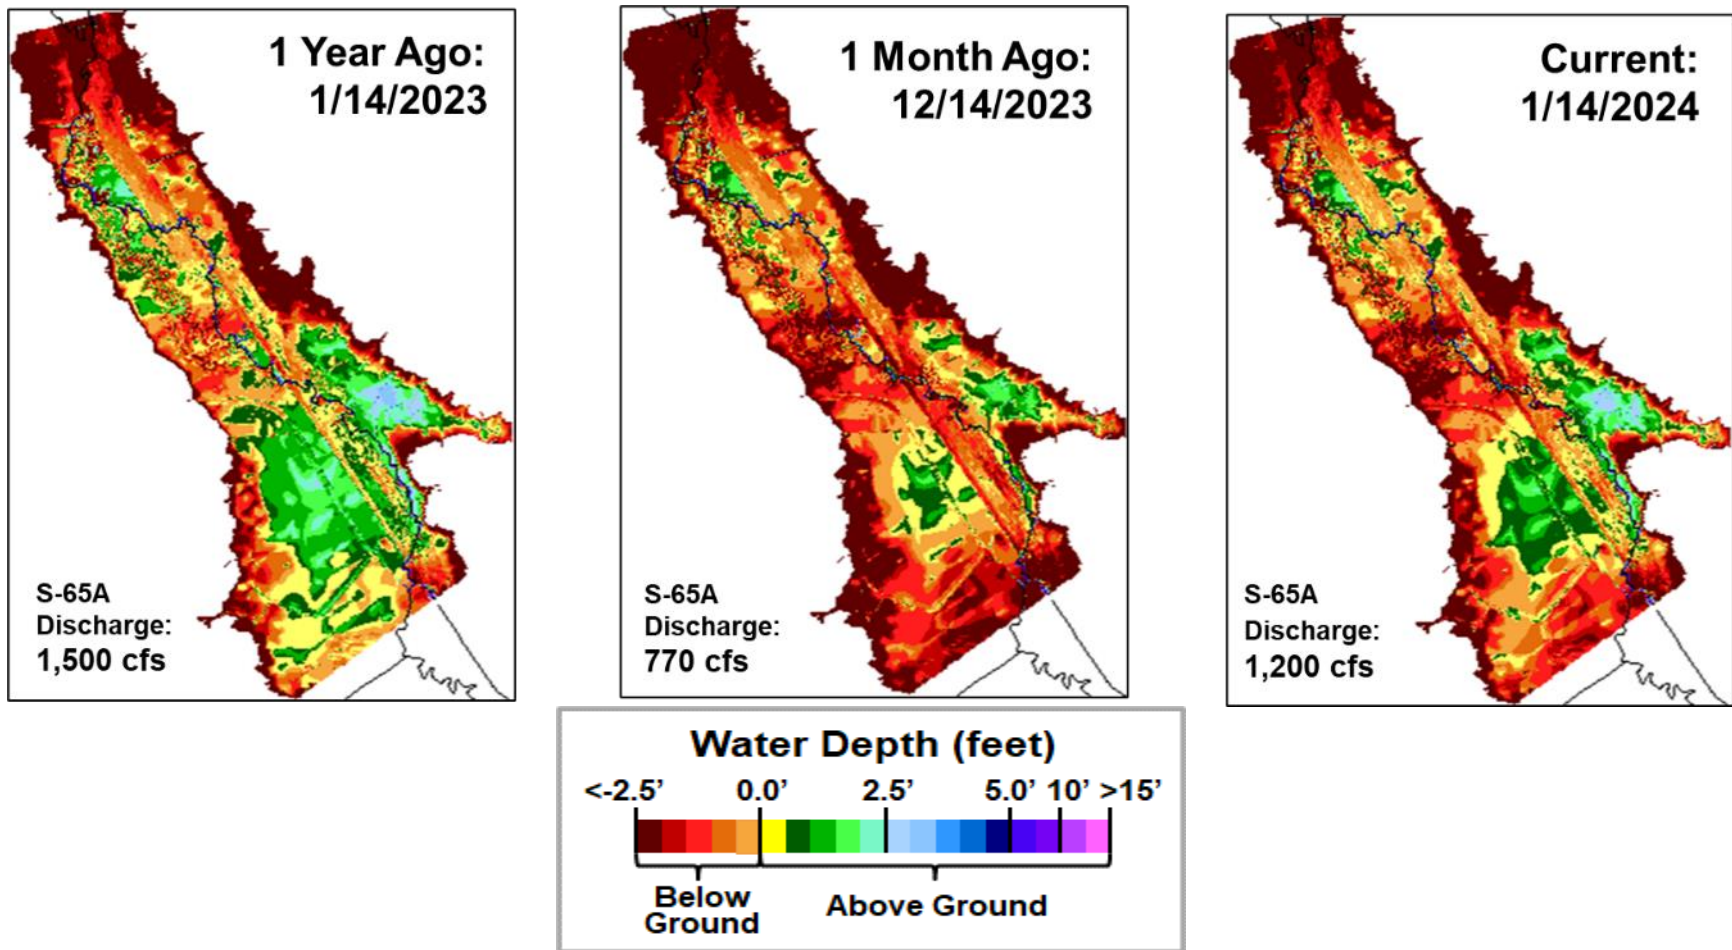 1 Year Ago:
1/14/2023
S-65A
Discharge:
1,500 cfs
1 Month Ago:
12/14/2023
S-65A
Discharge:
770 cfs
Current:
1/14/2024
S-65A
Discharge:
1,200 cfs
Water Depth (feet)
<-2.5’ 0.0’ 2.5’ 5.0’ 10’ >15’
Below
Ground
Above Ground